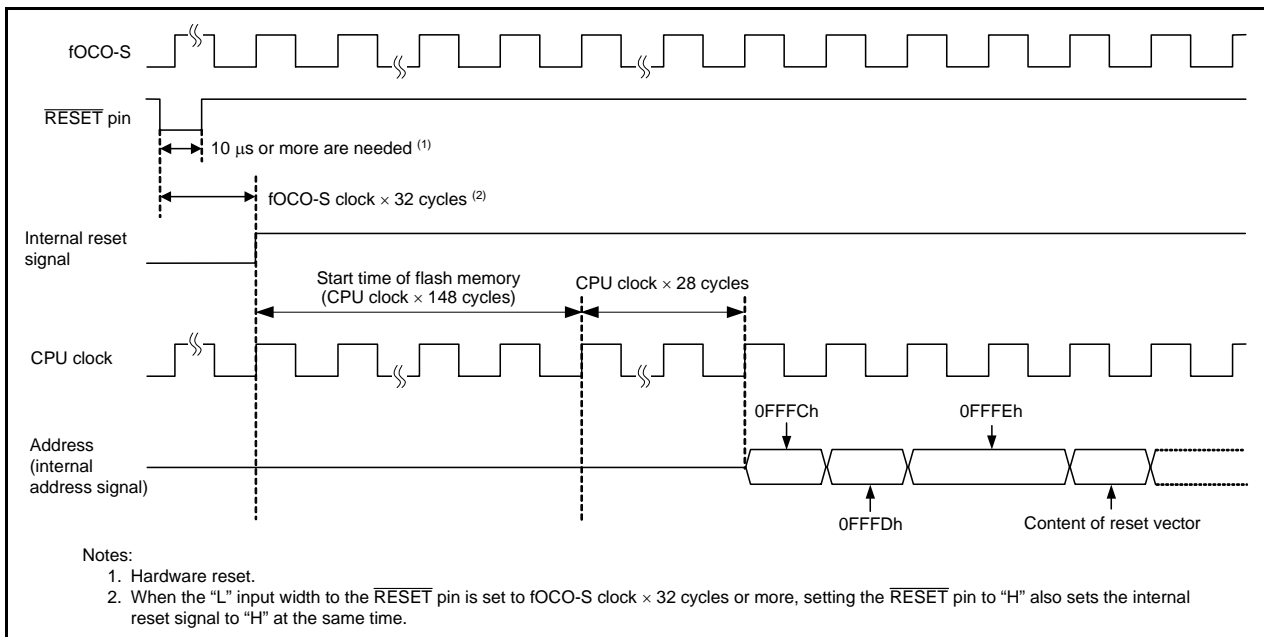 fOCO-S
RESET pin
10 μs or more are needed (1)
fOCO-S clock × 32 cycles (2)
Internal reset
signal
Start time of flash memory
(CPU clock × 148 cycles)
CPU clock × 28 cycles
CPU clock
0FFFCh
0FFFEh
Address
(internal
address signal)
0FFFDh
Content of reset vector
Notes:
1. Hardware reset.
2. When the “L” input width to the RESET pin is set to fOCO-S clock × 32 cycles or more, setting the RESET pin to “H” also sets the internal
reset signal to “H” at the same time.